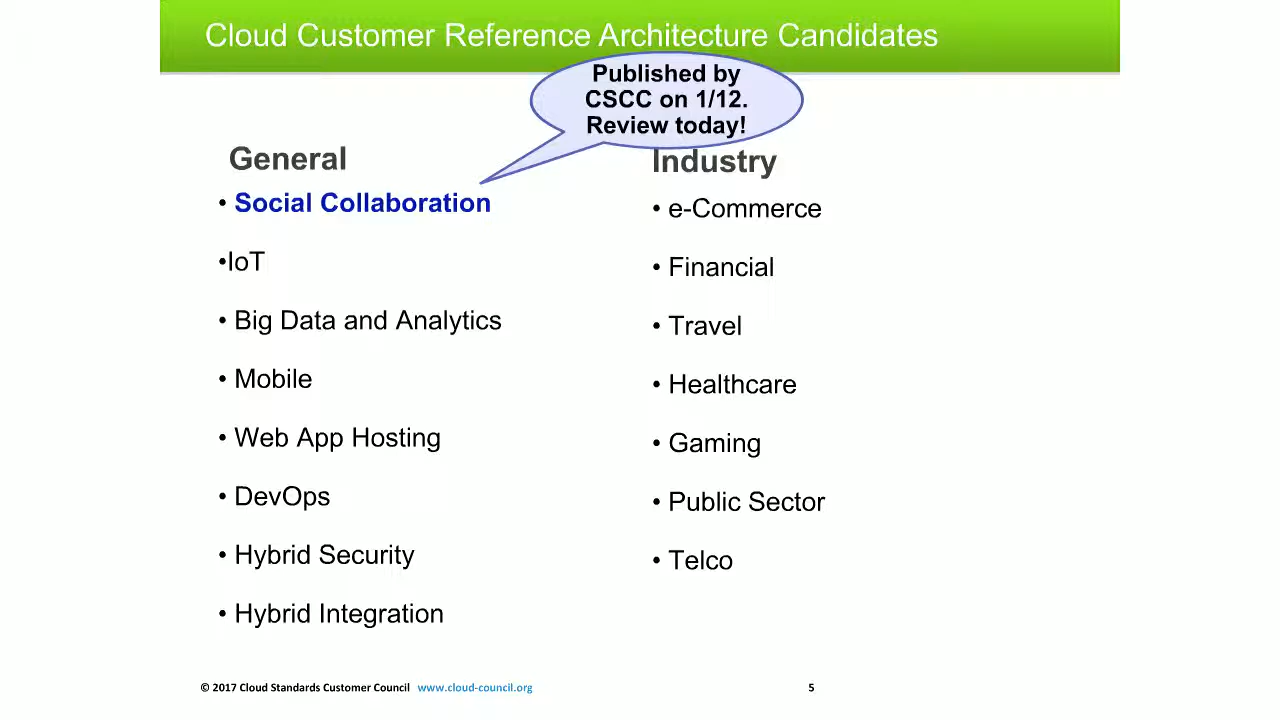 Cloud Customer Reference Architecture Candidates
Published by
CSCC on 1/12.
Review today!
General
• Social Collaboration
•IoT
• Big Data and Analytics
• Mobile
• Web App Hosting
• DevOps
• Hybrid Security
• Hybrid Integration
Industry
• e-Commerce
• Financial
• Travel
• Healthcare
• Gaming
• Public Sector
• Telco
© 2017 Cloud Standards Customer Council www.cloud-council.org
5